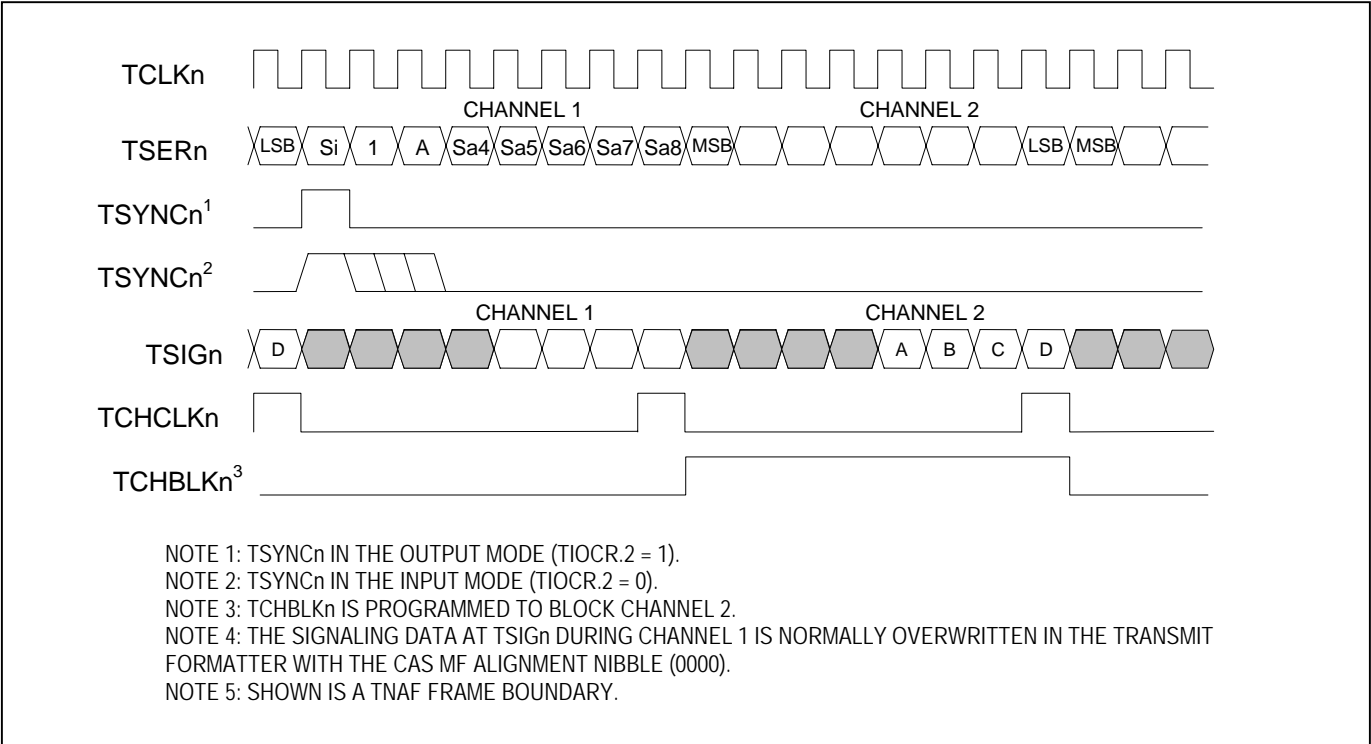 TCLKn
CHANNEL 1 CHANNEL 2
TSERn LSB Si 1 A Sa4 Sa5 Sa6 Sa7 Sa8 MSB LSB MSB
TSYNCn1
TSYNCn2
CHANNEL 1 CHANNEL 2
TSIGn D A B C D
TCHCLKn
TCHBLKn3
NOTE 1: TSYNCn IN THE OUTPUT MODE (TIOCR.2 = 1).
NOTE 2: TSYNCn IN THE INPUT MODE (TIOCR.2 = 0).
NOTE 3: TCHBLKn IS PROGRAMMED TO BLOCK CHANNEL 2.
NOTE 4: THE SIGNALING DATA AT TSIGn DURING CHANNEL 1 IS NORMALLY OVERWRITTEN IN THE TRANSMIT
FORMATTER WITH THE CAS MF ALIGNMENT NIBBLE (0000).
NOTE 5: SHOWN IS A TNAF FRAME BOUNDARY.